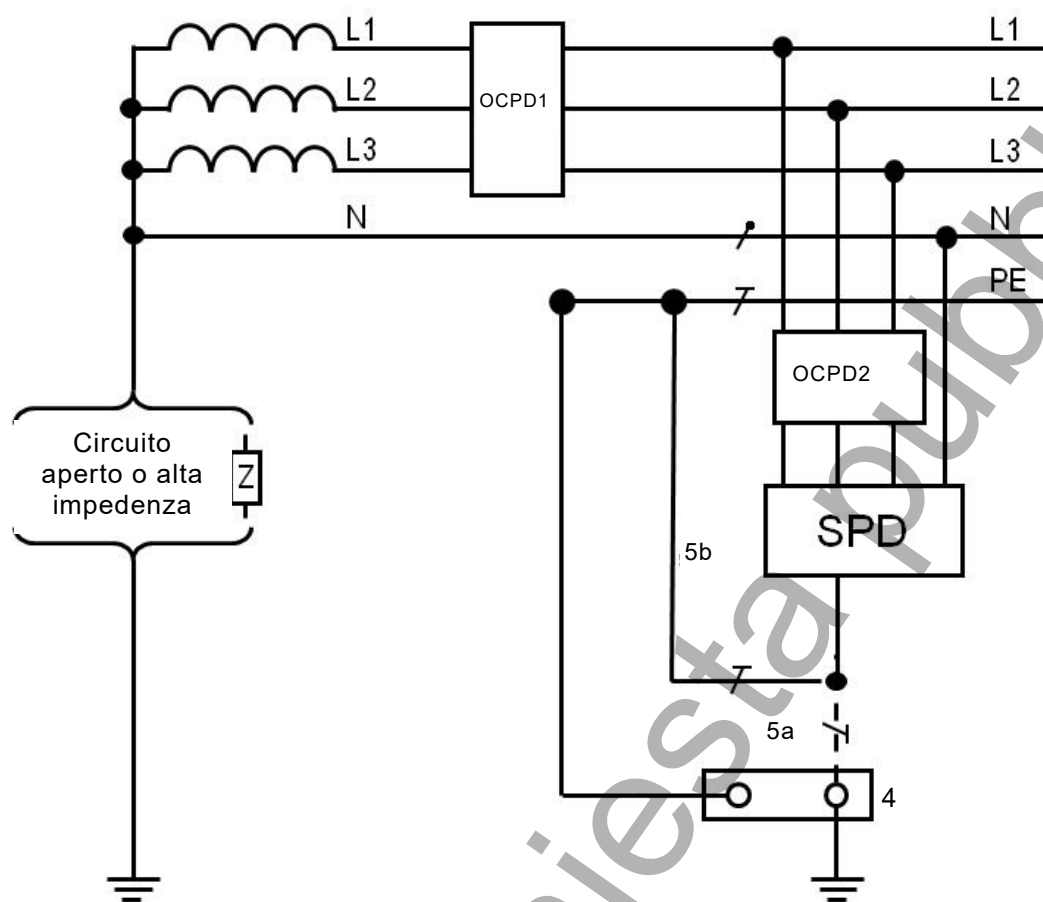 L1
L1
OCPD1
L2
L2
L3
L3
N
N
PE
OCPD2
Circuito
aperto o alta
impedenza
Z
SPD
5b
5a
4